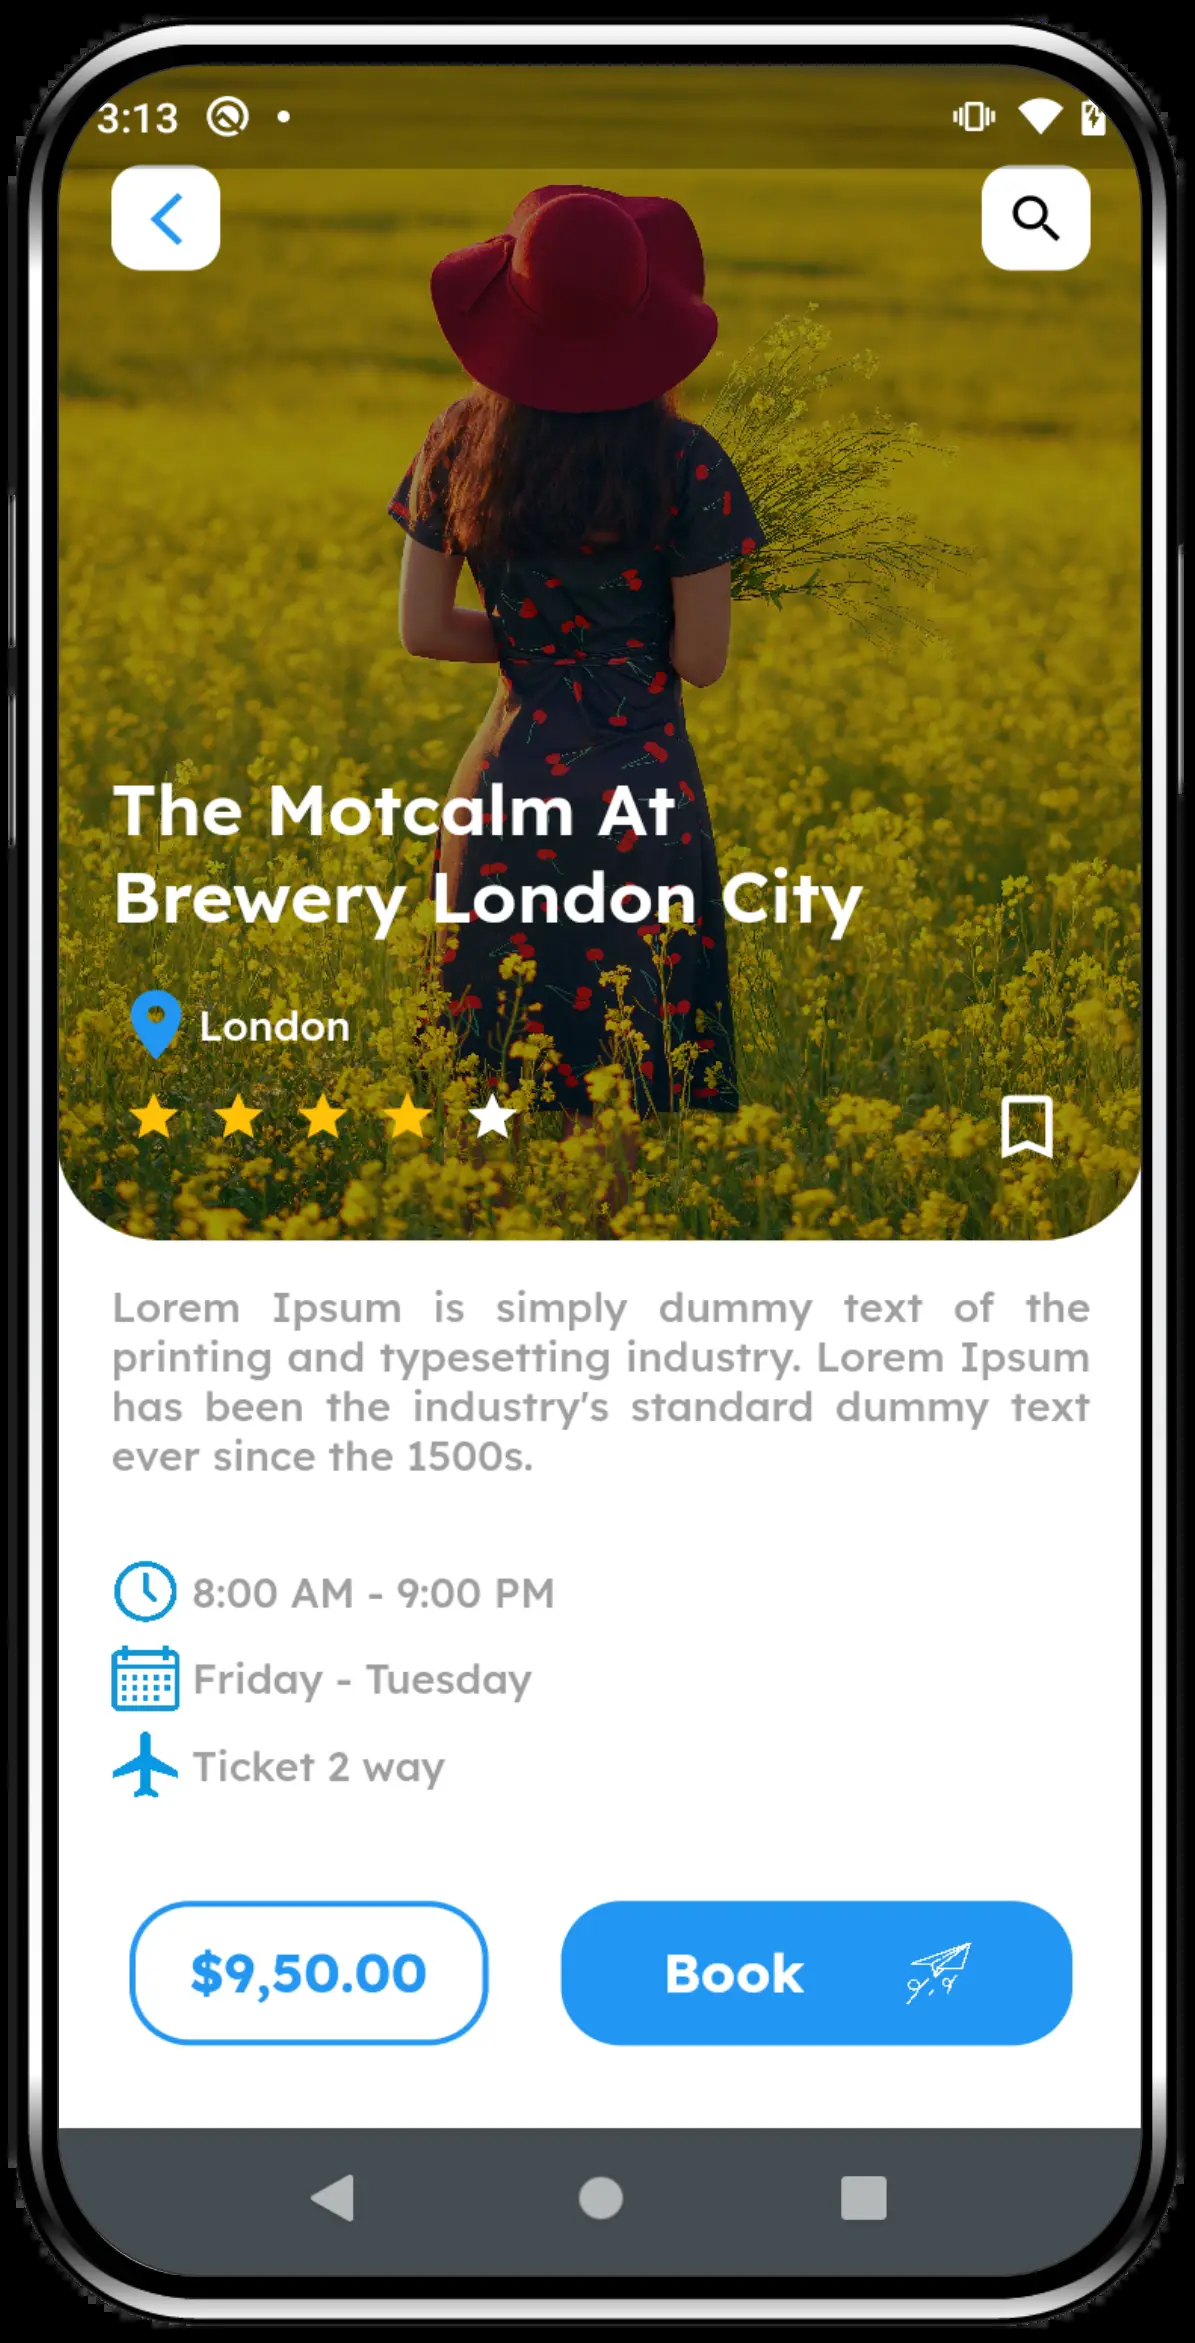 3:13
The Motcalm At
Brewery London City
London
Lorem Ipsum is simply dummy text of the
printing and typesetting industry. Lorem Ipsum
has been the industry's standard dummy text
ever since the 1500s.
8:00 AM - 9:00 PM
Friday - Tuesday
Ticket 2 way
$9,50.00
Book